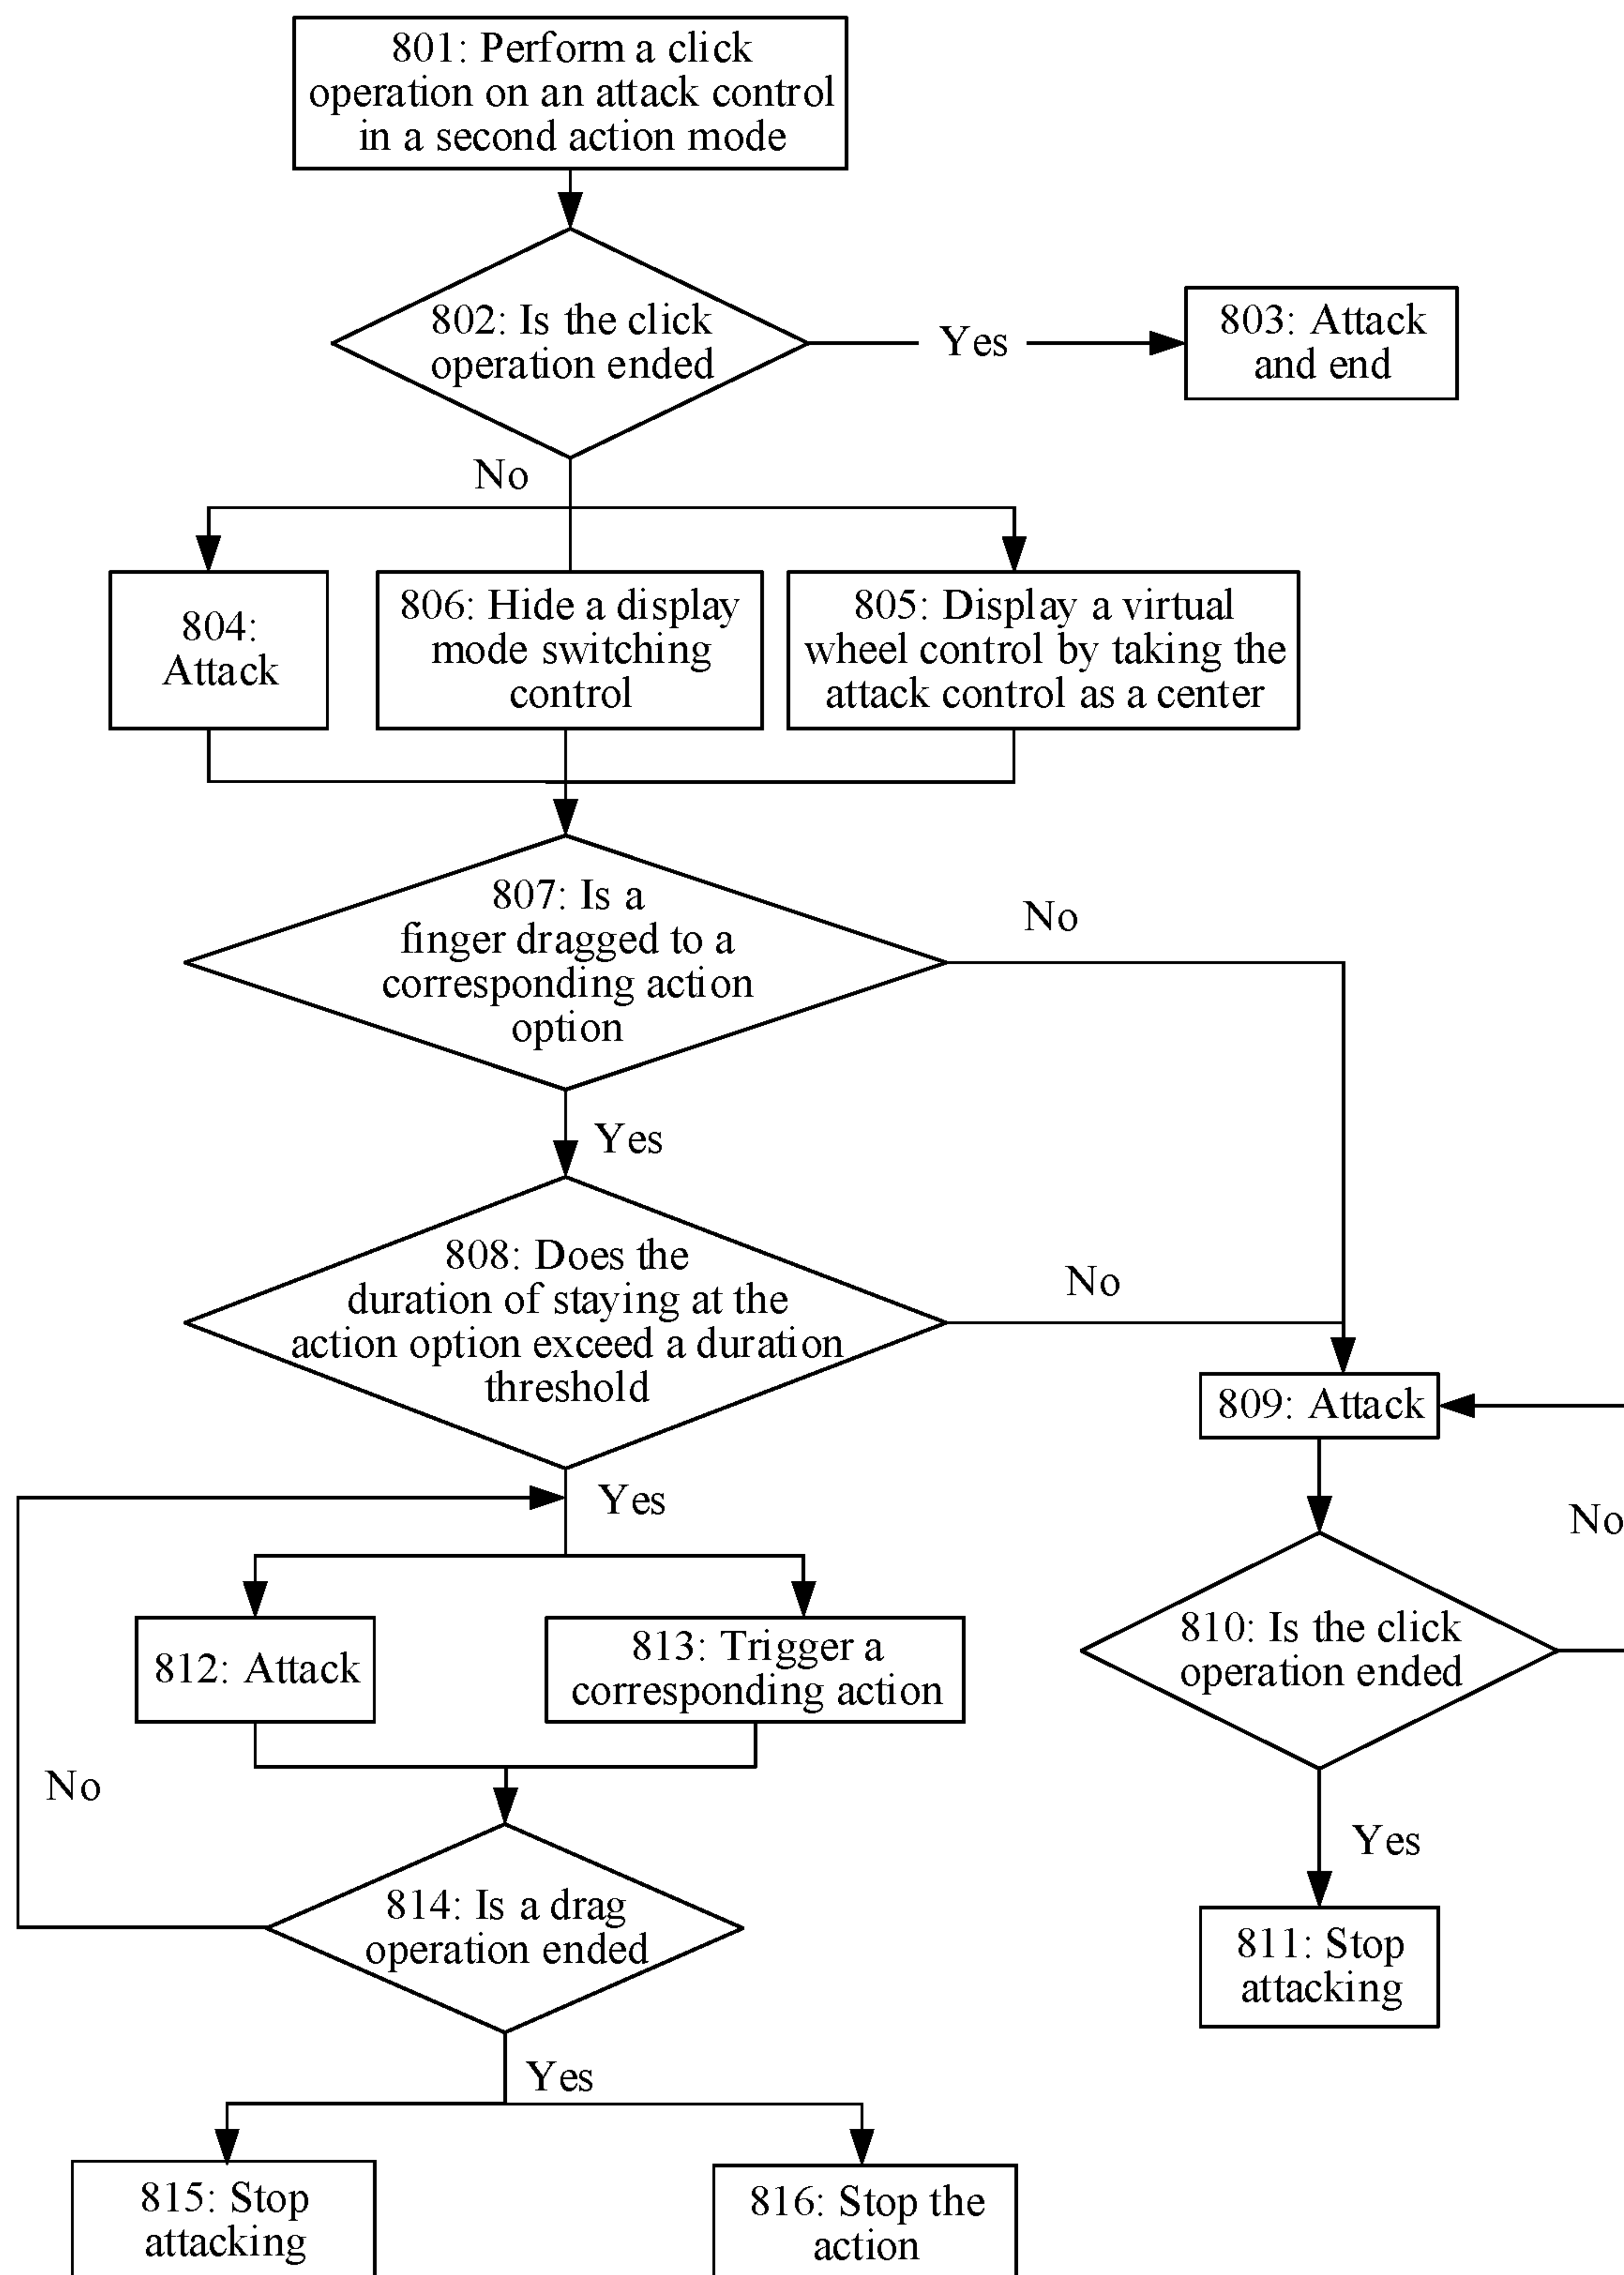 801: Perform a click
operation on an attack control
in a second action mode
802: Is the click
operation ended
Yes
803: Attack
and end
No
804:
Attack
806: Hide a display
mode switching
control
805: Display a virtual
wheel control by taking the
attack control as a center
807: Is a
finger dragged to a
corresponding action
option
No
Yes
808: Does the
duration of staying at the
action option exceed a duration
threshold
No
809: Attack
Yes
No
812: Attack
813: Trigger a
corresponding action
810: Is the click
operation ended
No
Yes
814: Is a drag
operation ended
811: Stop
attacking
Yes
815: Stop
attacking
816: Stop the
action